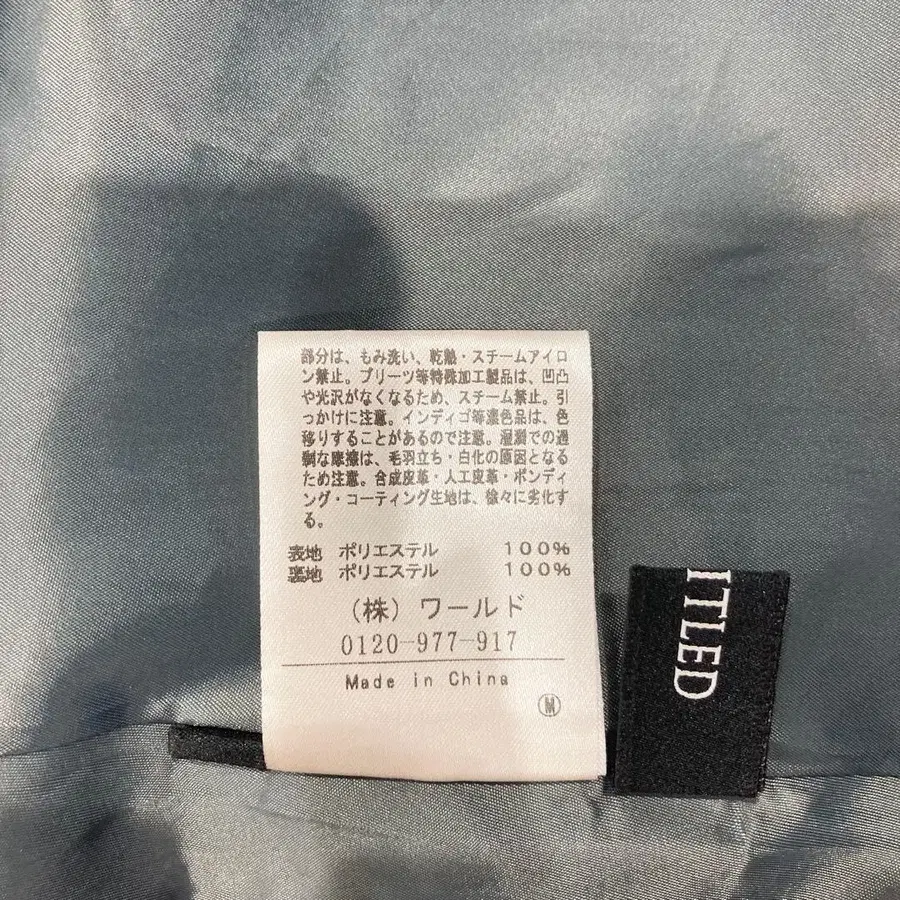 部分は、もみ洗い、乾熱・スチームアイロ
ン禁止。プリーツ等特殊加工製品は、凹凸
や光沢がなくなるため、スチーム禁止。引
っかけに注意。インディゴ等濃色品は、色
移りすることがあるので注意。湿潤での過
剰な摩擦は、毛羽立ち・白化の原因となる
ため注意。合成皮革・人工皮革・ボンディ
ング・コーティング生地は、徐々に劣化す
る。
表地 ポリエステル 100%
裏地 ポリエステル 100%
(株) ワールド
0120-977-917
Made in China
Ⓜ
ITLED